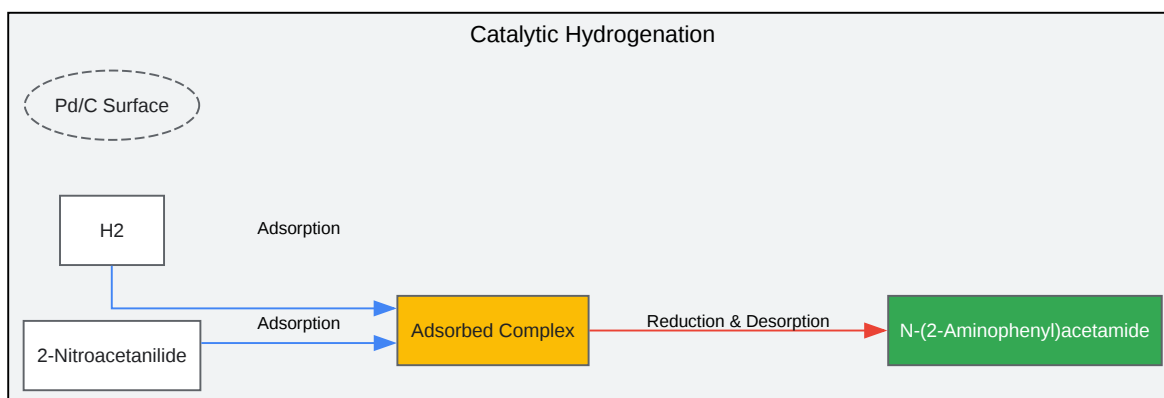 Catalytic Hydrogenation
Pd/C Surface
H2
Adsorption
Adsorption
2-Nitroacetanilide
Adsorbed Complex
Reduction & Desorption
N-(2-Aminophenyl)acetamide